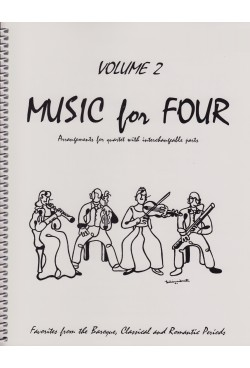 VOLUME 2
MUSIC for FOUR
Arrangements for quartet with interchangeable parts
Favorites from the Baroque, Classical and Romantic Periods